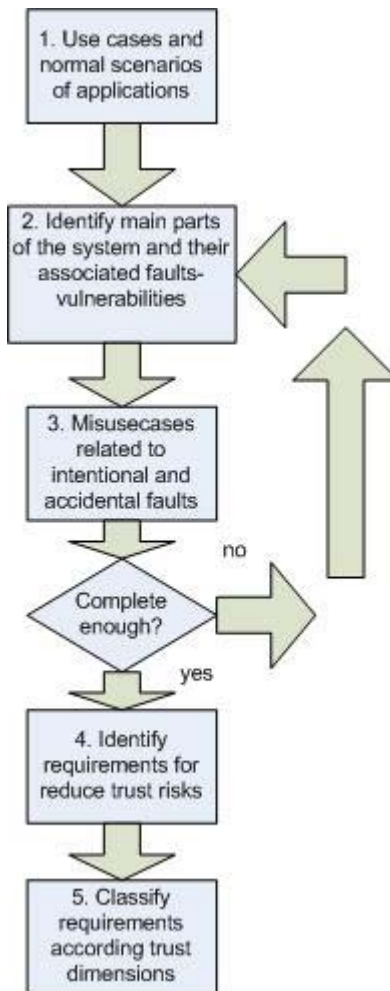 1. Use cases and
normal scenarios
of applications
2. Identify main parts
of the system and their
associated faults-
vulnerabilities
3. Misusecases
related to
intentional and
accidental faults
no
Complete
enough?
yes
4. Identify
requirements for
reduce trust risks
5. Classify
requirements
according trust
dimensions